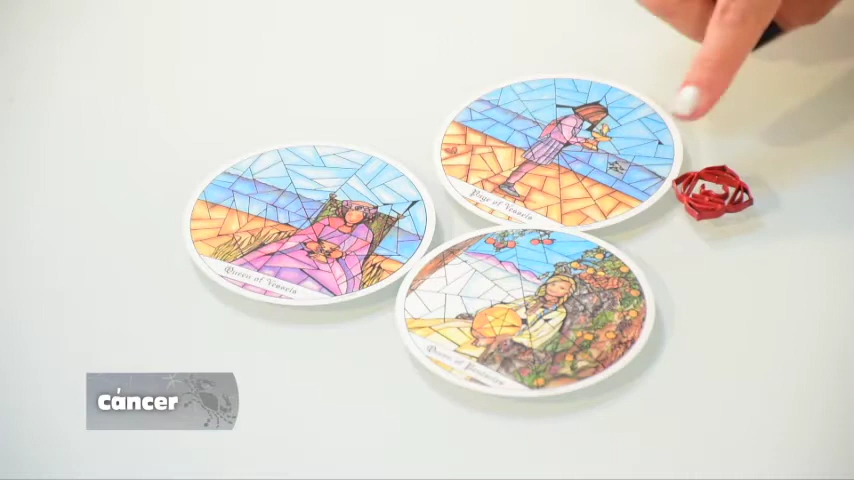 Page of Vessels
Queen of Vessels
Queen of Pentacles
Cáncer